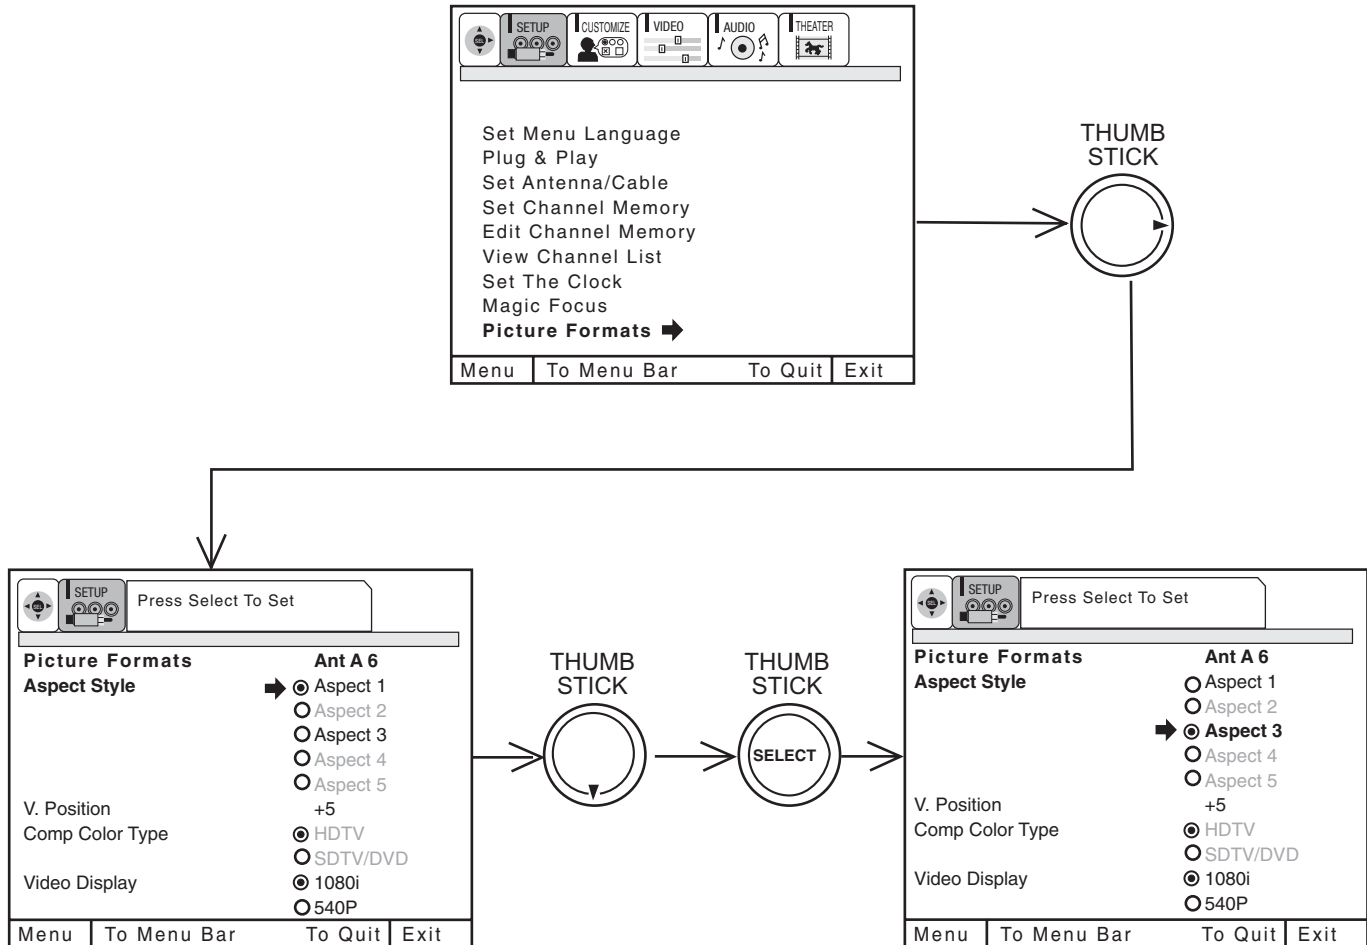 SETUP CUSTOMIZE VIDEO AUDIO THEATER
SEL
Set Menu Language
Plug & Play
Set Antenna/Cable
Set Channel Memory
Edit Channel Memory
View Channel List
Set The Clock
Magic Focus
Picture Formats
Menu To Menu Bar To Quit Exit
THUMB
STICK
SETUP
SEL
Press Select To Set
Picture Formats Ant A 6
Aspect Style Aspect 1
Aspect 2
Aspect 3
Aspect 4
Aspect 5
V. Position +5
Comp Color Type HDTV
SDTV/DVD
Video Display 1080i
540P
Menu To Menu Bar To Quit Exit
THUMB
STICK
THUMB
STICK
SELECT
SETUP
SEL
Press Select To Set
Picture Formats Ant A 6
Aspect Style Aspect 1
Aspect 2
Aspect 3
Aspect 4
Aspect 5
V. Position +5
Comp Color Type HDTV
SDTV/DVD
Video Display 1080i
540P
Menu To Menu Bar To Quit Exit